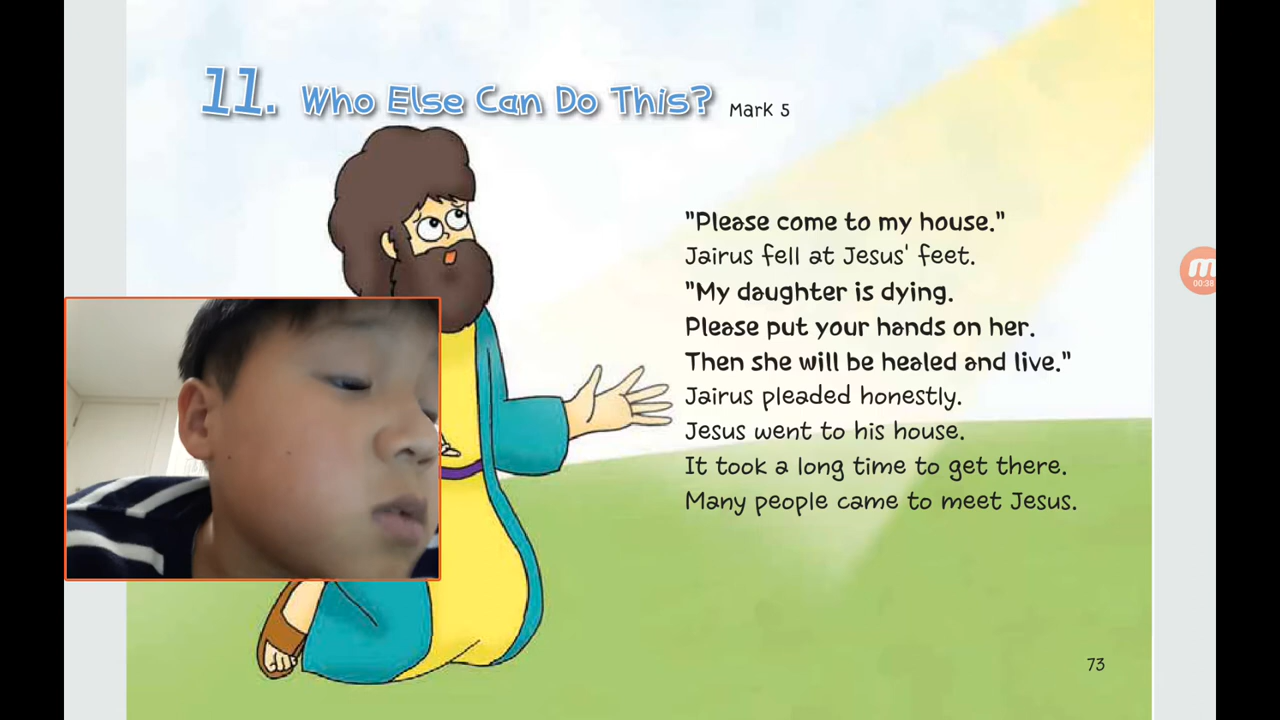 11. Who Else Can Do This? Mark 5
"Please come to my house."
Jairus fell at Jesus' feet.
"My daughter is dying.
Please put your hands on her.
Then she will be healed and live."
Jairus pleaded honestly.
Jesus went to his house.
It took a long time to get there.
Many people came to meet Jesus.
73
M
00:38